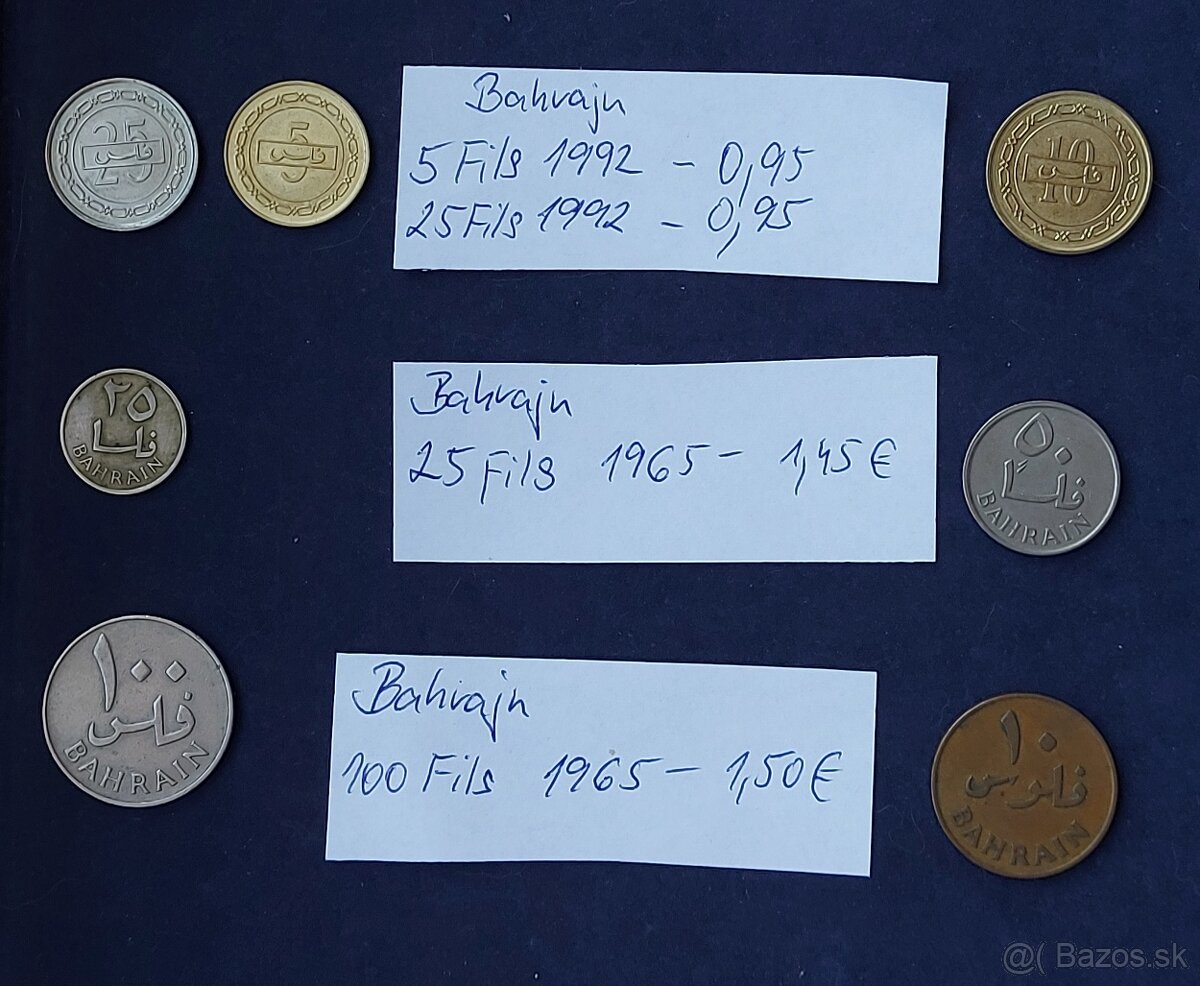 25
فلس
5
فلس
Bahrajn
5 Fils 1992 - 0,95
25 Fils 1992 - 0,95
10
فلس
10
٢٥
فلسا
BAHRAIN
Bahrajn
25 Fils 1965 - 1,45 €
٥٠
فلسًا
BAHRAIN
١٠٠
فلس
BAHRAIN
Bahrajn
100 Fils 1965 - 1,50 €
١٠
فلوس
BAHRAIN
@( Bazos.sk